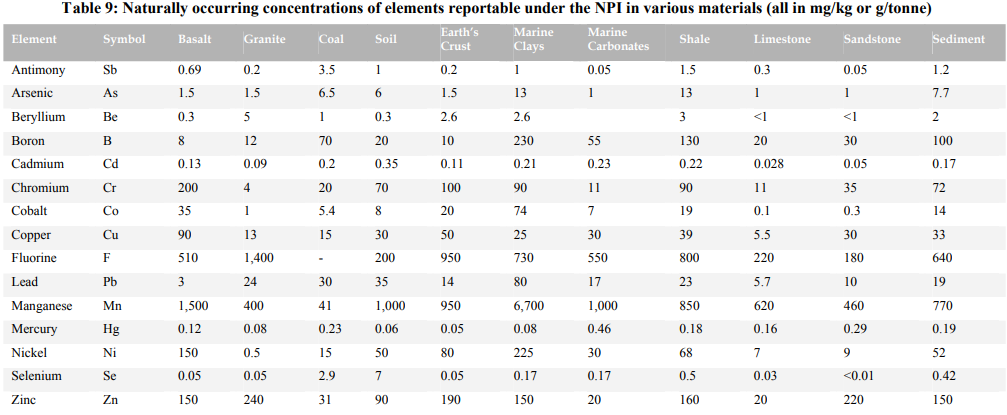 Table 9: Naturally occurring concentrations of elements reportable under the NPI in various materials (all in mg/kg or g/tonne)
Element Symbol Basalt Granite Coal Soil Earth's Crust Marine Clays Marine Carbonates Shale Limestone Sandstone Sediment
Antimony Sb 0.69 0.2 3.5 1 0.2 1 0.05 1.5 0.3 0.05 1.2
Arsenic As 1.5 1.5 6.5 6 1.5 13 1 13 1 1 7.7
Beryllium Be 0.3 5 1 0.3 2.6 2.6 3 <1 <1 2
Boron B 8 12 70 20 10 230 55 130 20 30 100
Cadmium Cd 0.13 0.09 0.2 0.35 0.11 0.21 0.23 0.22 0.028 0.05 0.17
Chromium Cr 200 4 20 70 100 90 11 90 11 35 72
Cobalt Co 35 1 5.4 8 20 74 7 19 0.1 0.3 14
Copper Cu 90 13 15 30 50 25 30 39 5.5 30 33
Fluorine F 510 1,400 - 200 950 730 550 800 220 180 640
Lead Pb 3 24 30 35 14 80 17 23 5.7 10 19
Manganese Mn 1,500 400 41 1,000 950 6,700 1,000 850 620 460 770
Mercury Hg 0.12 0.08 0.23 0.06 0.05 0.08 0.46 0.18 0.16 0.29 0.19
Nickel Ni 150 0.5 15 50 80 225 30 68 7 9 52
Selenium Se 0.05 0.05 2.9 7 0.05 0.17 0.17 0.5 0.03 <0.01 0.42
Zinc Zn 150 240 31 90 190 150 20 160 20 220 150